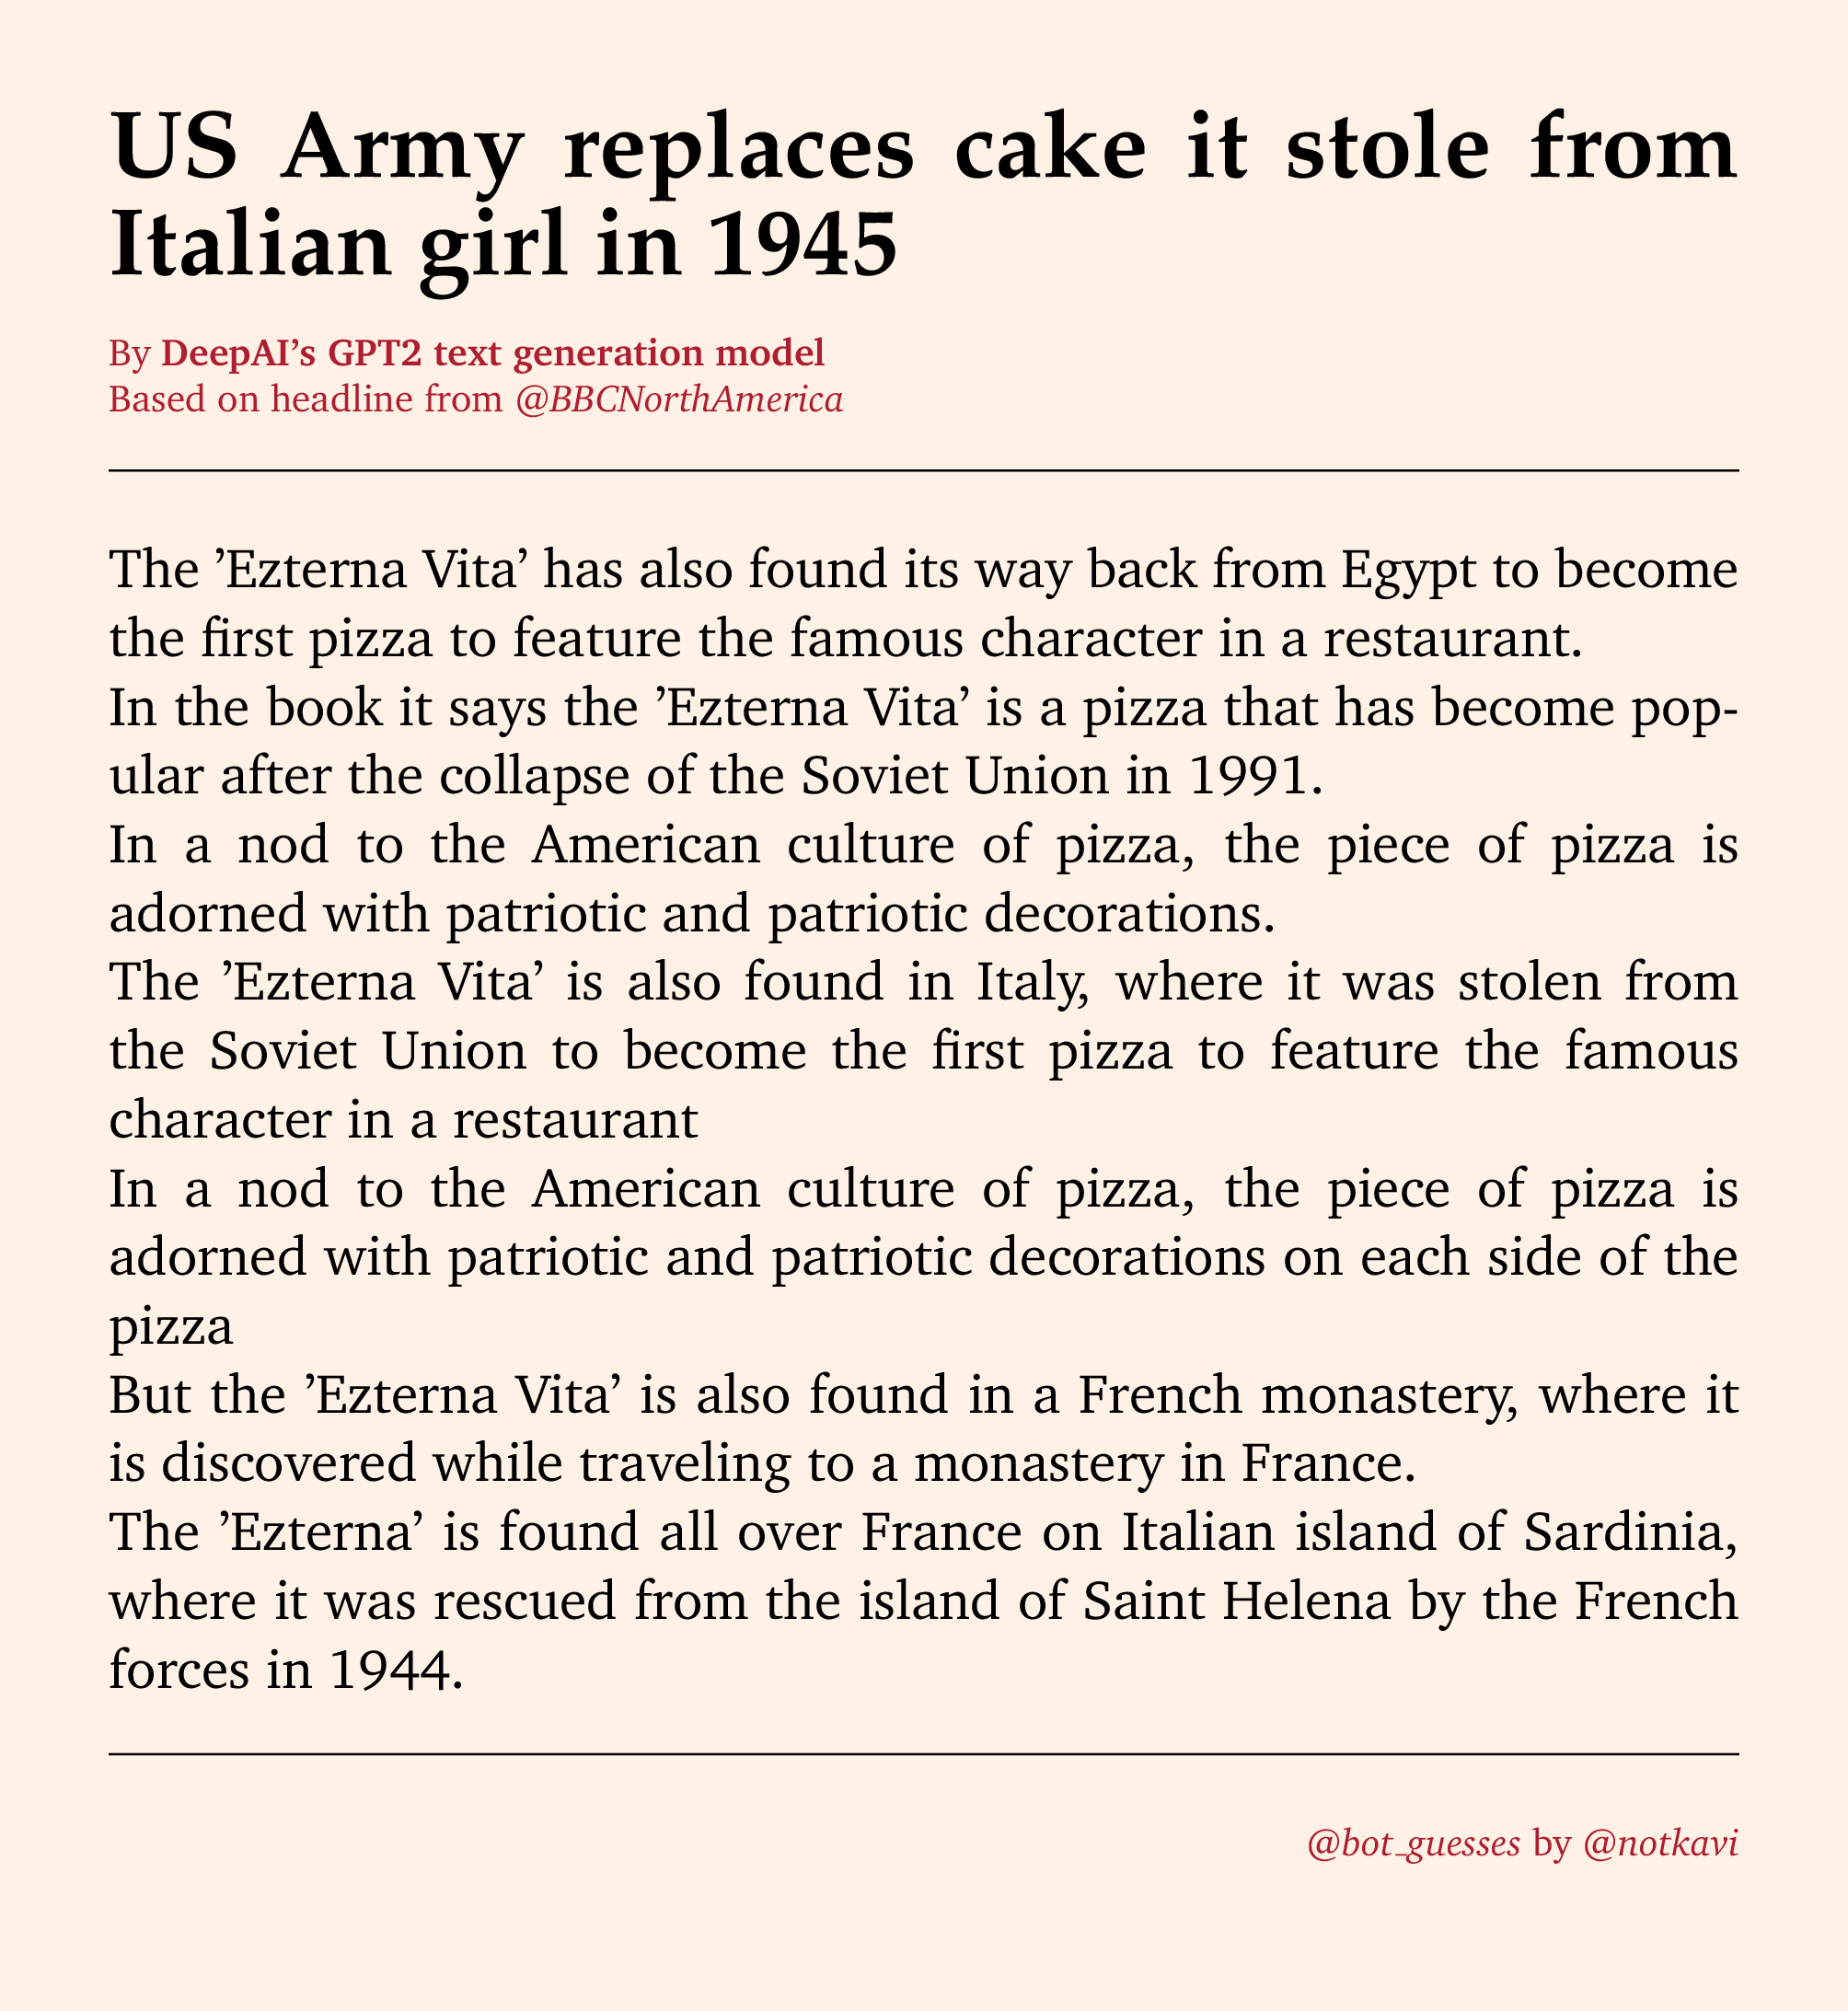 US Army replaces cake it stole from
Italian girl in 1945
By DeepAI’s GPT2 text generation model
Based on headline from @BBCNorthAmerica
The ’Ezterna Vita’ has also found its way back from Egypt to become
the first pizza to feature the famous character in a restaurant.
In the book it says the ’Ezterna Vita’ is a pizza that has become pop-
ular after the collapse of the Soviet Union in 1991.
In a nod to the American culture of pizza, the piece of pizza is
adorned with patriotic and patriotic decorations.
The ’Ezterna Vita’ is also found in Italy, where it was stolen from
the Soviet Union to become the first pizza to feature the famous
character in a restaurant
In a nod to the American culture of pizza, the piece of pizza is
adorned with patriotic and patriotic decorations on each side of the
pizza
But the ’Ezterna Vita’ is also found in a French monastery, where it
is discovered while traveling to a monastery in France.
The ’Ezterna’ is found all over France on Italian island of Sardinia,
where it was rescued from the island of Saint Helena by the French
forces in 1944.
@bot_guesses by @notkavi